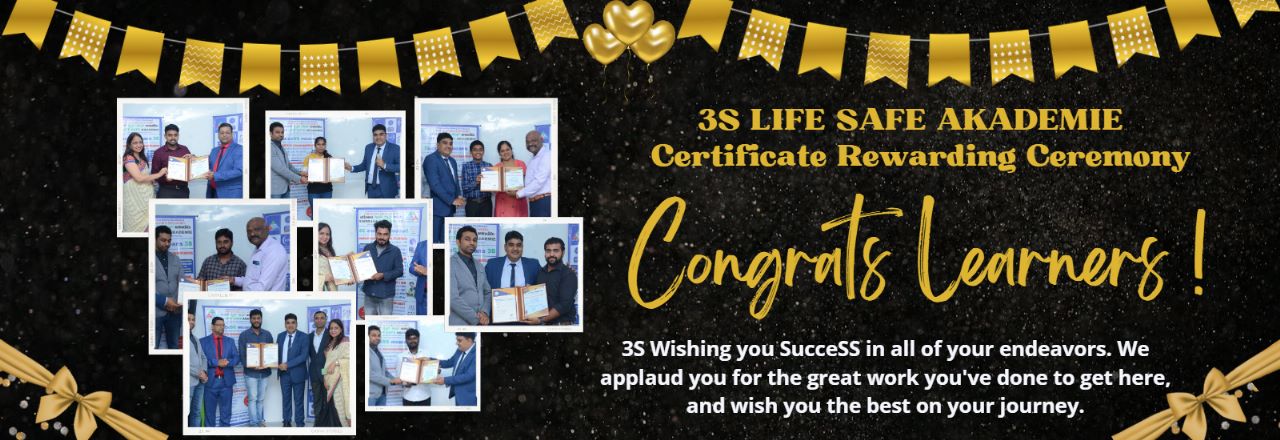 3S LIFE SAFE AKADEMIE
Certificate Rewarding Ceremony
Congrats Learners !
3S Wishing you SucceSS in all of your endeavors. We
applaud you for the great work you've done to get here,
and wish you the best on your journey.